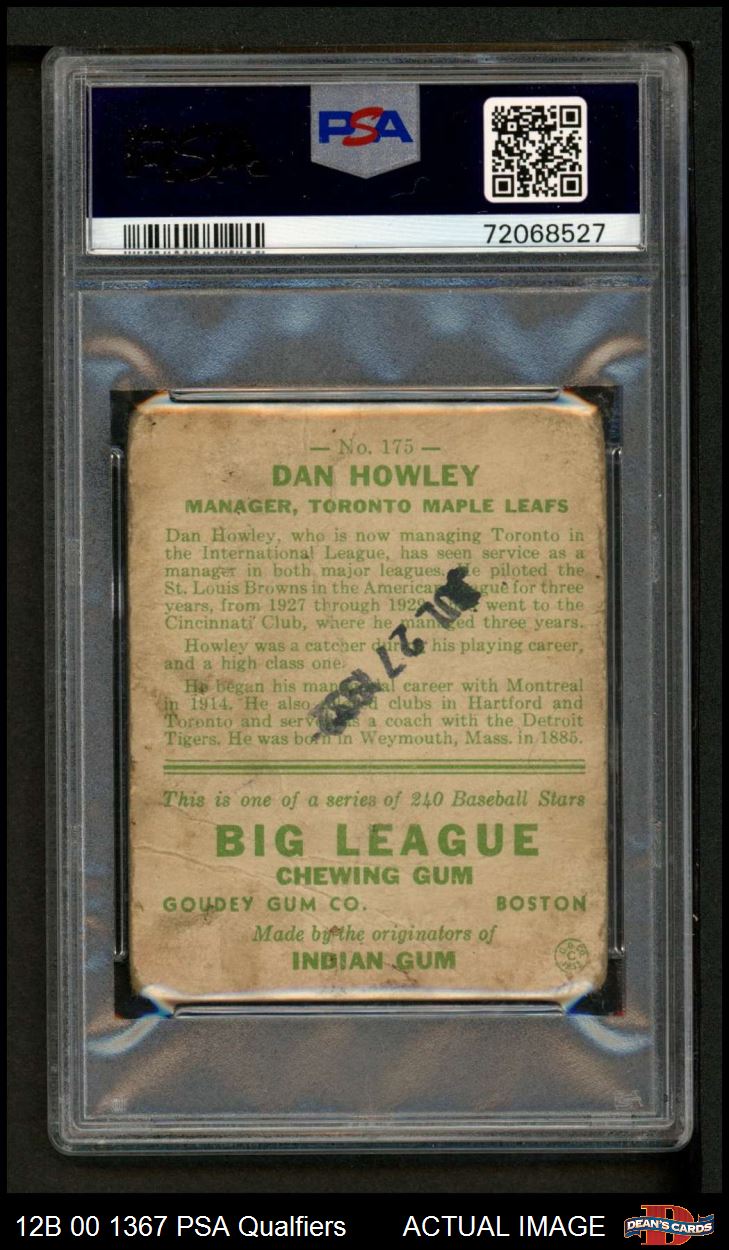 PSA
72068527
— No. 175 —
DAN HOWLEY
MANAGER, TORONTO MAPLE LEAFS
Dan Howley, who is now managing Toronto in
the International League, has seen service as a
manager in both major leagues. He piloted the
St. Louis Browns in the American League for three
years, from 1927 through 1929. went to the
Cincinnati Club, where he managed three years.
Howley was a catcher during his playing career,
and a high class one.
He began his managerial career with Montreal
in 1914. He also clubs in Hartford and
Toronto and served as a coach with the Detroit
Tigers. He was born in Weymouth, Mass. in 1885.
JUL 27
This is one of a series of 240 Baseball Stars
BIG LEAGUE
CHEWING GUM
GOUDEY GUM CO. BOSTON
Made by the originators of
INDIAN GUM
12B 00 1367 PSA Qualfiers ACTUAL IMAGE DEAN'S CARDS